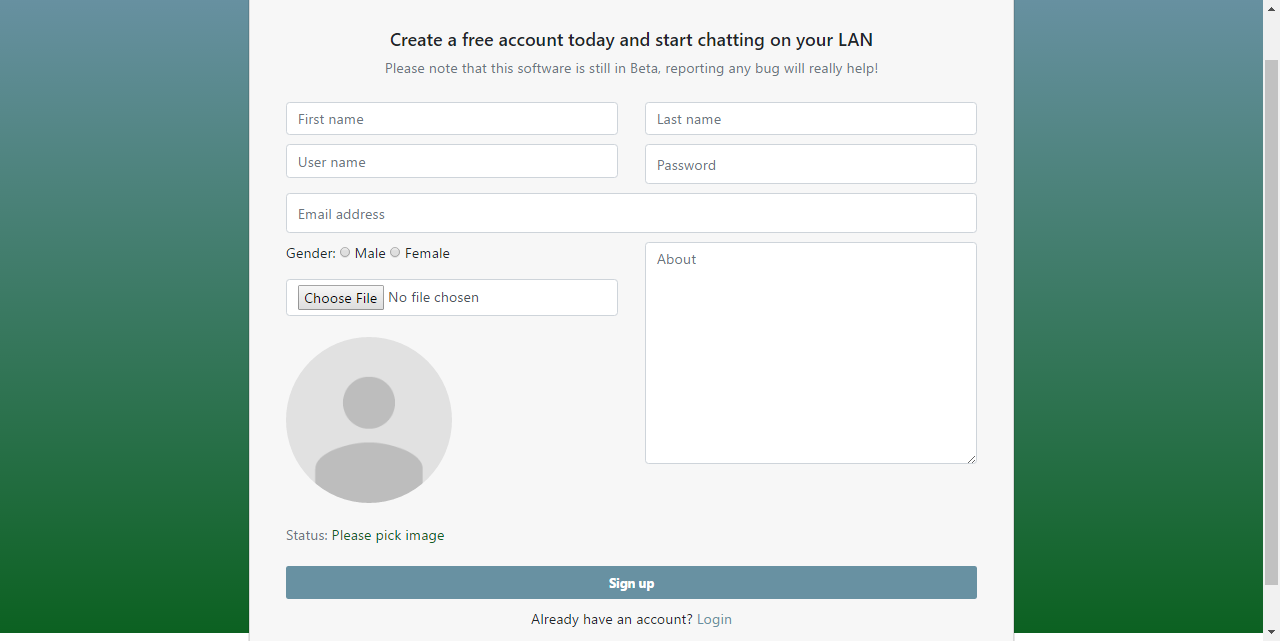 Create a free account today and start chatting on your LAN
Please note that this software is still in Beta, reporting any bug will really help!
First name
Last name
User name
Password
Email address
Gender: Male Female
About
Choose File No file chosen
Status: Please pick image
Sign up
Already have an account? Login